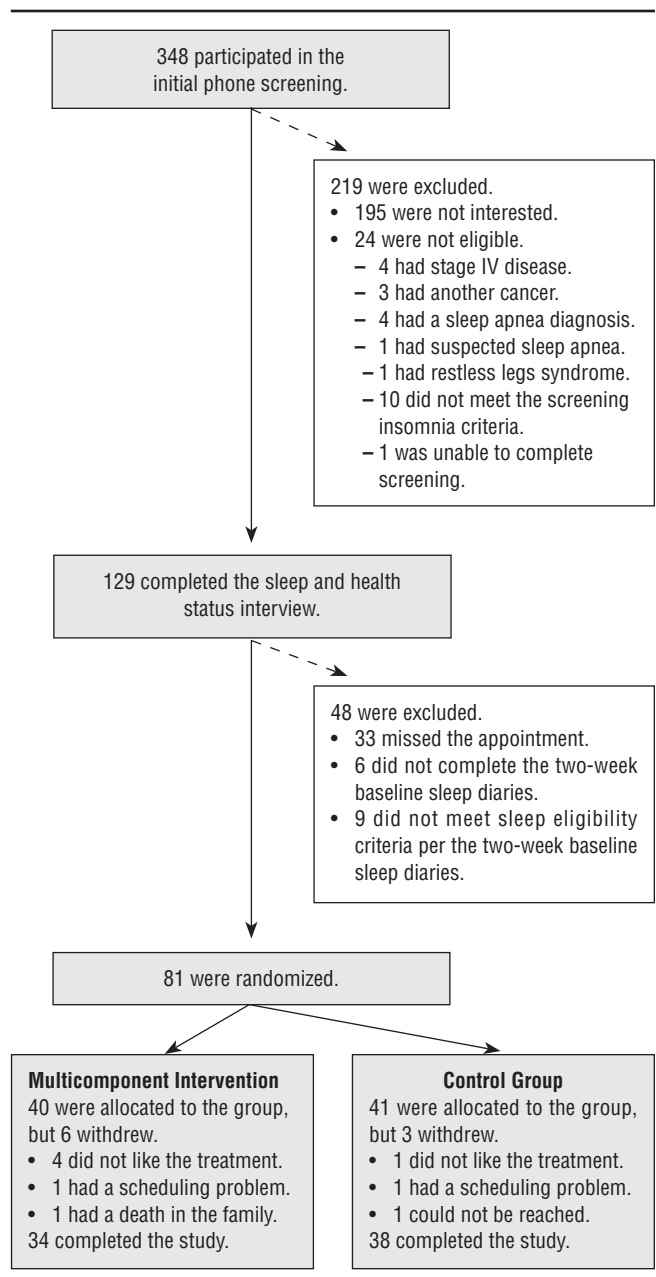 348 participated in the
initial phone screening.
219 were excluded.
• 195 were not interested.
• 24 were not eligible.
– 4 had stage IV disease.
– 3 had another cancer.
– 4 had a sleep apnea diagnosis.
– 1 had suspected sleep apnea.
– 1 had restless legs syndrome.
– 10 did not meet the screening
insomnia criteria.
– 1 was unable to complete
screening.
129 completed the sleep and health
status interview.
48 were excluded.
• 33 missed the appointment.
• 6 did not complete the two-week
baseline sleep diaries.
• 9 did not meet sleep eligibility
criteria per the two-week baseline
sleep diaries.
81 were randomized.
Multicomponent Intervention
40 were allocated to the group,
but 6 withdrew.
• 4 did not like the treatment.
• 1 had a scheduling problem.
• 1 had a death in the family.
34 completed the study.
Control Group
41 were allocated to the group,
but 3 withdrew.
• 1 did not like the treatment.
• 1 had a scheduling problem.
• 1 could not be reached.
38 completed the study.